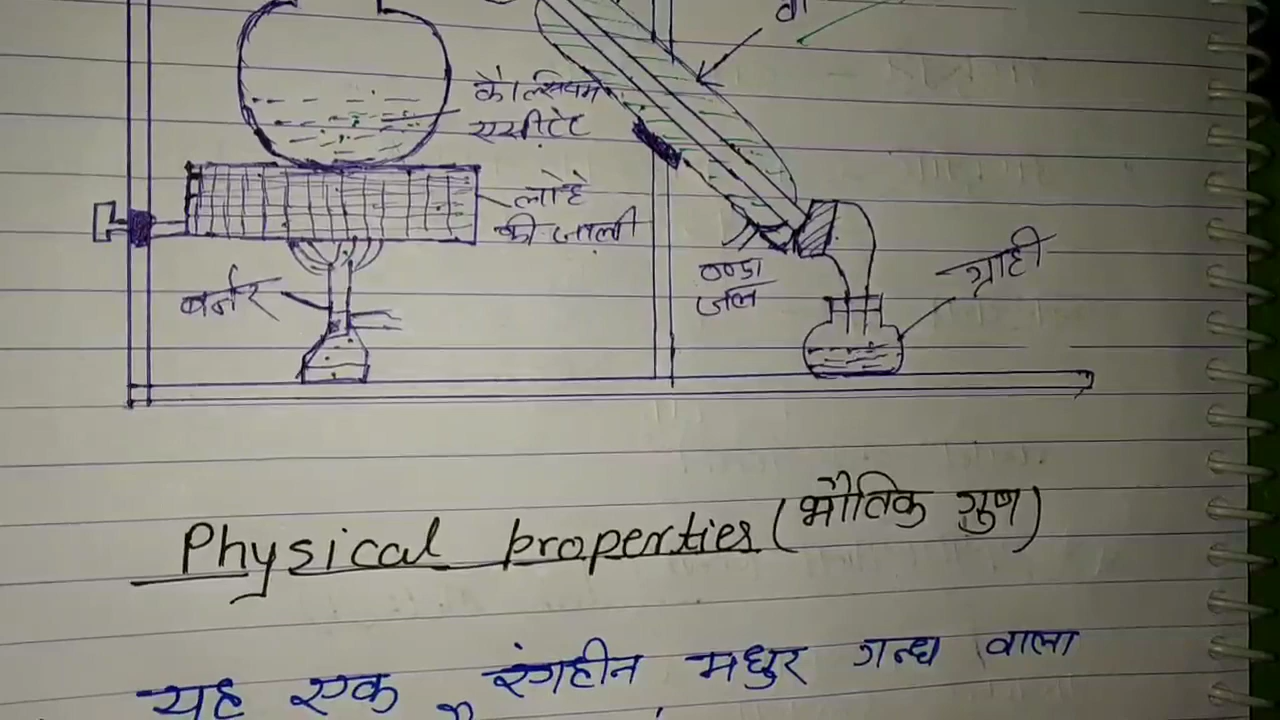 कैल्सियम
एसीटेट
लोहे
की जाली
बर्नर
ठण्डा
जल
ग्राही
Physical properties (भौतिक गुण)
यह एक रंगहीन मधुर गन्ध वाला